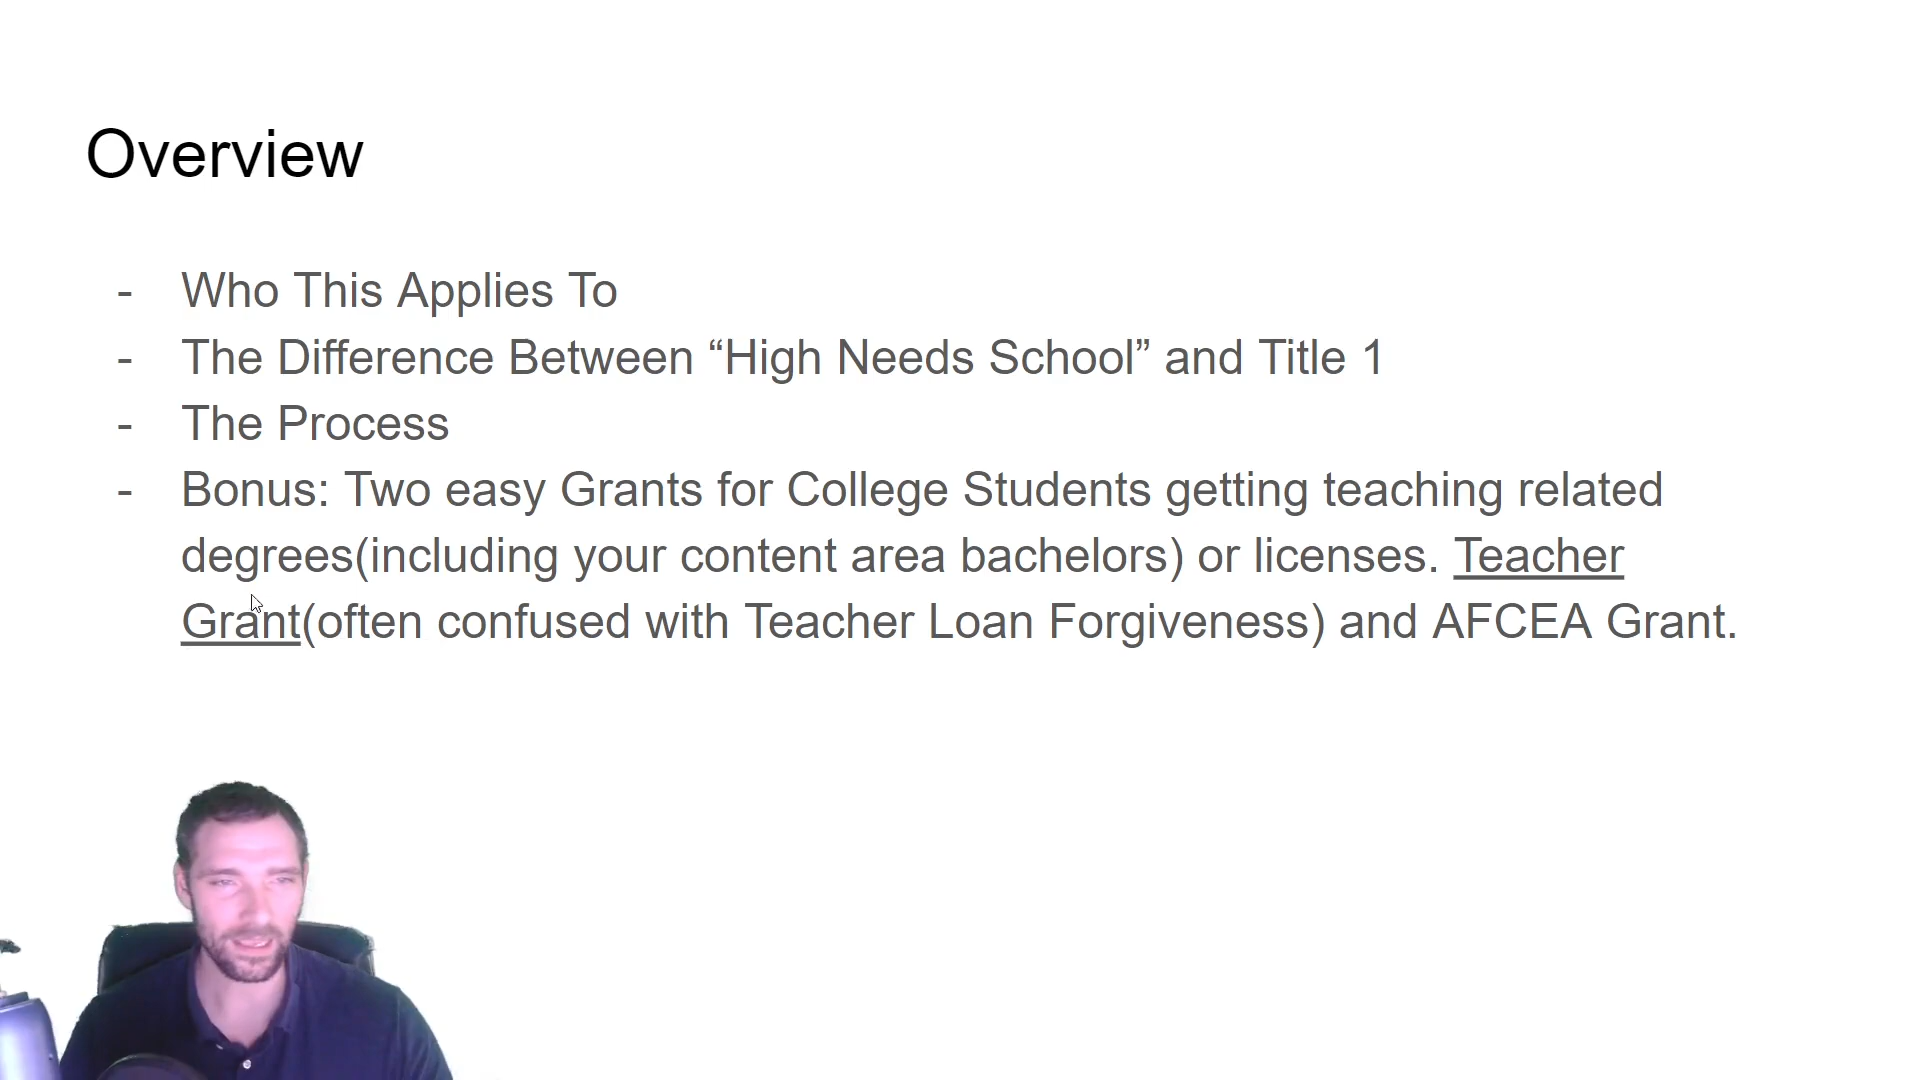 Overview
- Who This Applies To
- The Difference Between “High Needs School” and Title 1
- The Process
- Bonus: Two easy Grants for College Students getting teaching related
degrees(including your content area bachelors) or licenses. Teacher
Grant(often confused with Teacher Loan Forgiveness) and AFCEA Grant.